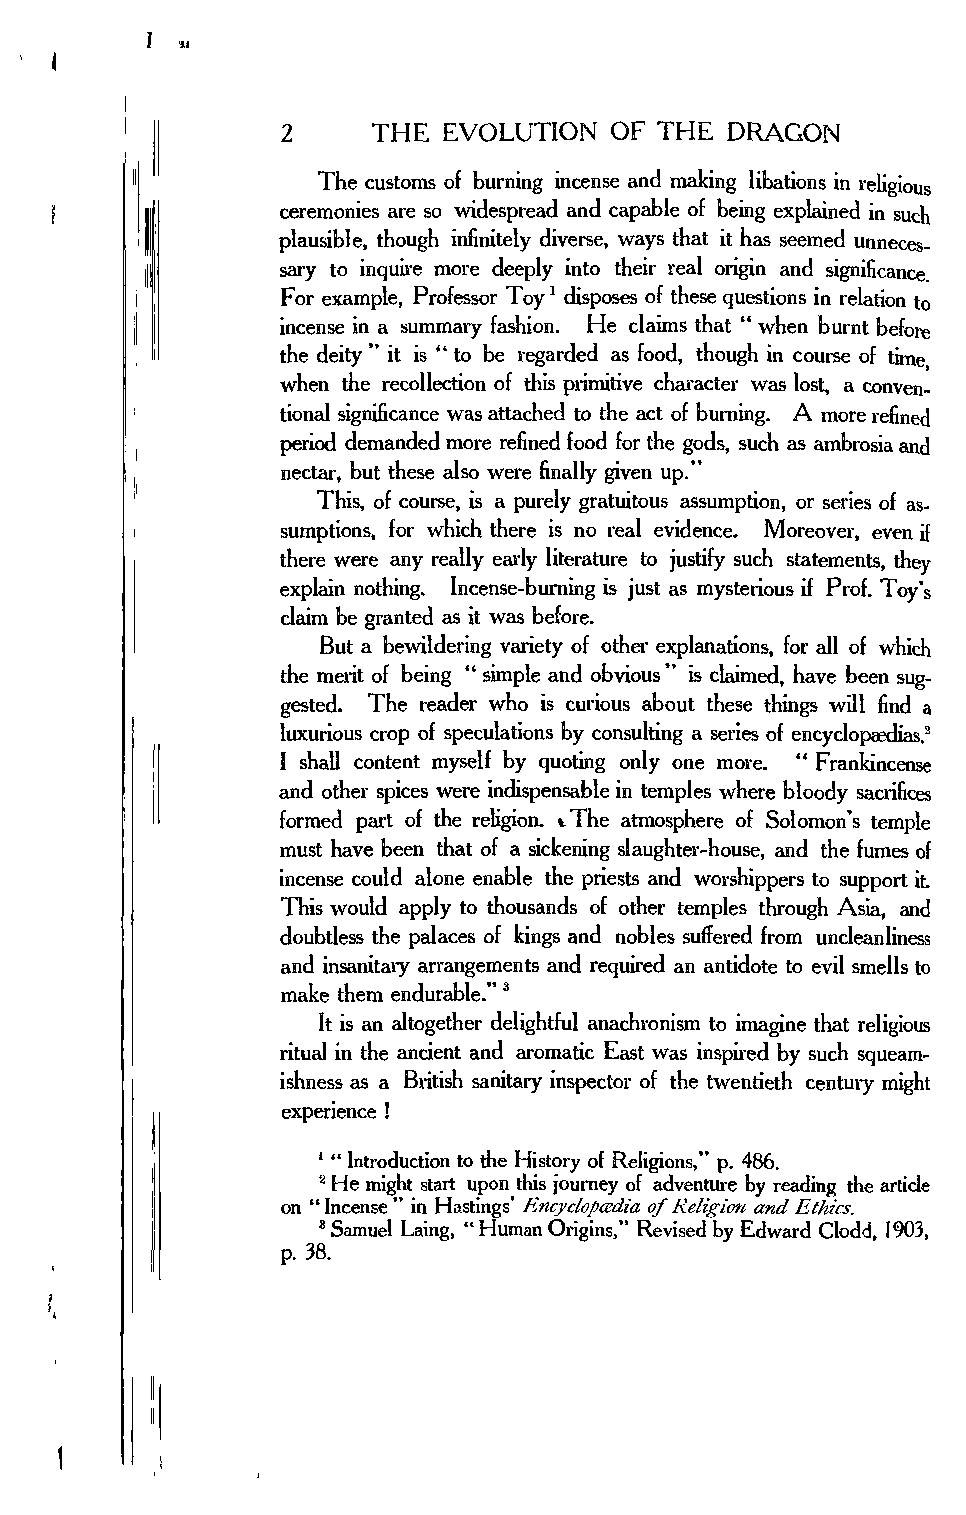 2 THE EVOLUTION OF THE DRAGON
The customs of burning incense and making libations in religious
ceremonies are so widespread and capable of being explained in such
plausible, though infinitely diverse, ways that it has seemed unneces-
sary to inquire more deeply into their real origin and significance.
For example, Professor Toy ¹ disposes of these questions in relation to
incense in a summary fashion. He claims that “ when burnt before
the deity ” it is “ to be regarded as food, though in course of time,
when the recollection of this primitive character was lost, a conven-
tional significance was attached to the act of burning. A more refined
period demanded more refined food for the gods, such as ambrosia and
nectar, but these also were finally given up.”
This, of course, is a purely gratuitous assumption, or series of as-
sumptions, for which there is no real evidence. Moreover, even if
there were any really early literature to justify such statements, they
explain nothing. Incense-burning is just as mysterious if Prof. Toy's
claim be granted as it was before.
But a bewildering variety of other explanations, for all of which
the merit of being “ simple and obvious ” is claimed, have been sug-
gested. The reader who is curious about these things will find a
luxurious crop of speculations by consulting a series of encyclopædias.²
I shall content myself by quoting only one more. “ Frankincense
and other spices were indispensable in temples where bloody sacrifices
formed part of the religion. The atmosphere of Solomon's temple
must have been that of a sickening slaughter-house, and the fumes of
incense could alone enable the priests and worshippers to support it.
This would apply to thousands of other temples through Asia, and
doubtless the palaces of kings and nobles suffered from uncleanliness
and insanitary arrangements and required an antidote to evil smells to
make them endurable.” ³
It is an altogether delightful anachronism to imagine that religious
ritual in the ancient and aromatic East was inspired by such squeam-
ishness as a British sanitary inspector of the twentieth century might
experience !
¹ “ Introduction to the History of Religions,” p. 486.
² He might start upon this journey of adventure by reading the article
on “ Incense ” in Hastings' Encyclopædia of Religion and Ethics.
³ Samuel Laing, “ Human Origins,” Revised by Edward Clodd, 1903,
p. 38.